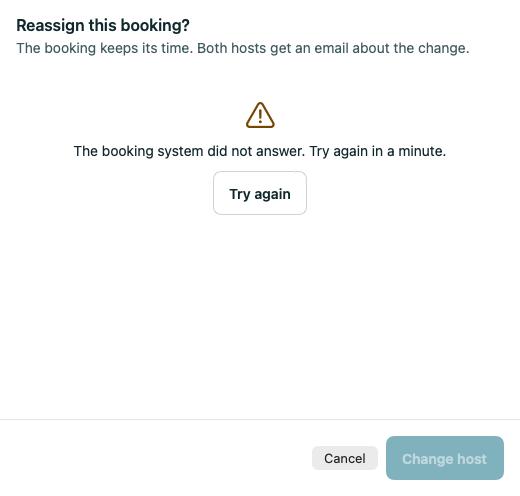 Reassign this booking?
The booking keeps its time. Both hosts get an email about the change.
The booking system did not answer. Try again in a minute.
Try again
Cancel
Change host